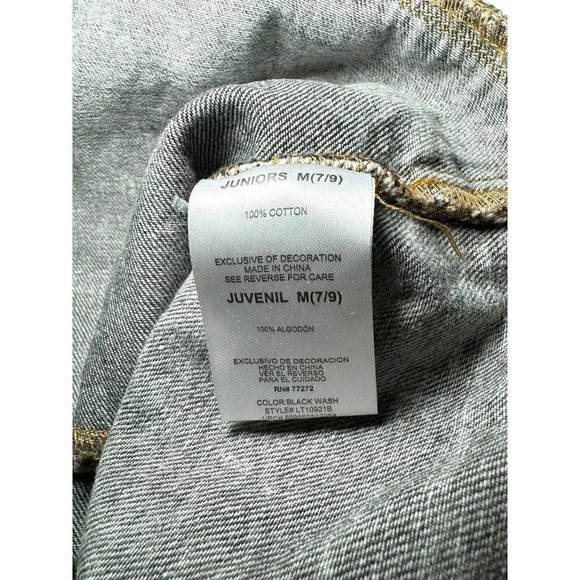 JUNIORS M(7/9)
100% COTTON
EXCLUSIVE OF DECORATION
MADE IN CHINA
SEE REVERSE FOR CARE
JUVENIL M(7/9)
100% ALGODÓN
EXCLUSIVO DE DECORACION
HECHO EN CHINA
VER EL REVERSO
PARA EL CUIDADO
RN# 77272
COLOR:BLACK WASH
STYLE# LT10921B
UPC#